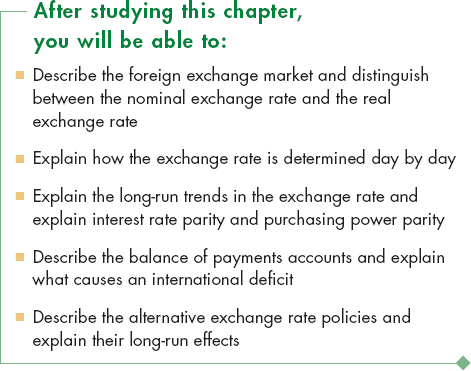 After studying this chapter,
you will be able to:
Describe the foreign exchange market and distinguish
between the nominal exchange rate and the real
exchange rate
Explain how the exchange rate is determined day by day
Explain the long-run trends in the exchange rate and
explain interest rate parity and purchasing power parity
Describe the balance of payments accounts and explain
what causes an international deficit
Describe the alternative exchange rate policies and
explain their long-run effects